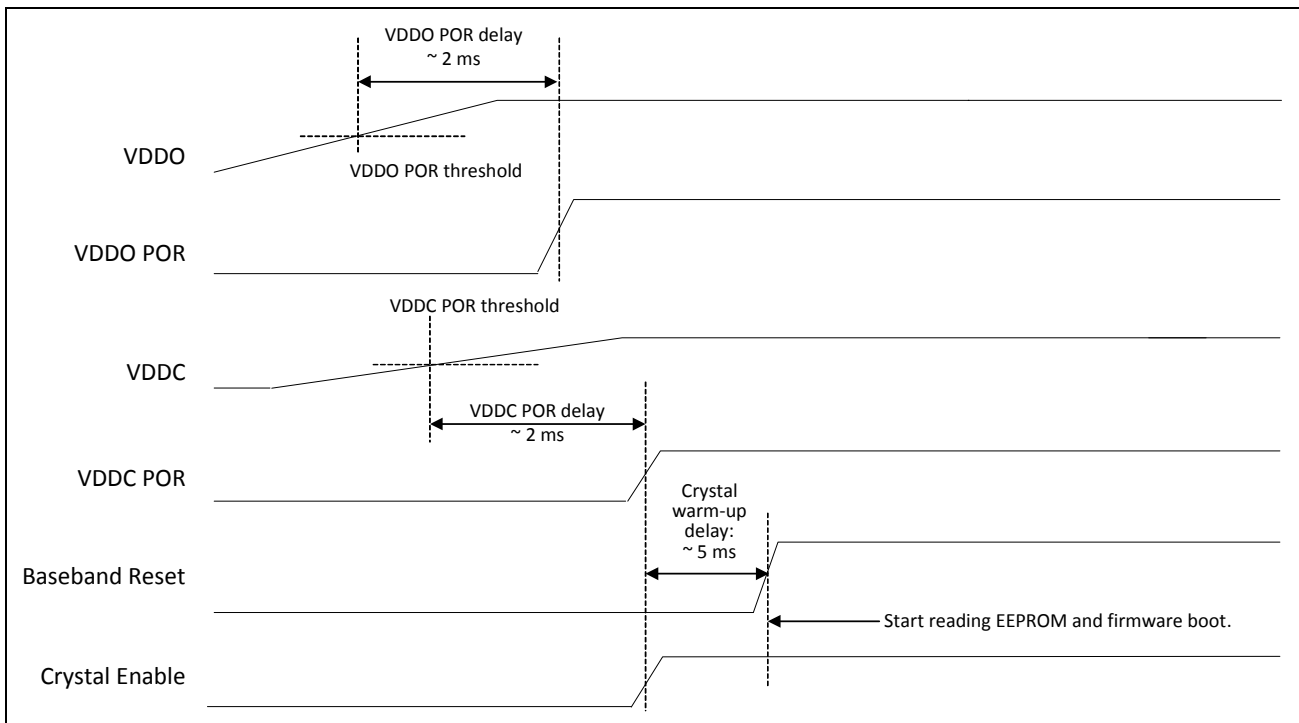 VDDO POR delay
~ 2 ms
VDDO
VDDO POR threshold
VDDO POR
VDDC POR threshold
VDDC
VDDC POR delay
~ 2 ms
VDDC POR
Crystal
warm-up
delay:
~ 5 ms
Baseband Reset
Start reading EEPROM and firmware boot.
Crystal Enable